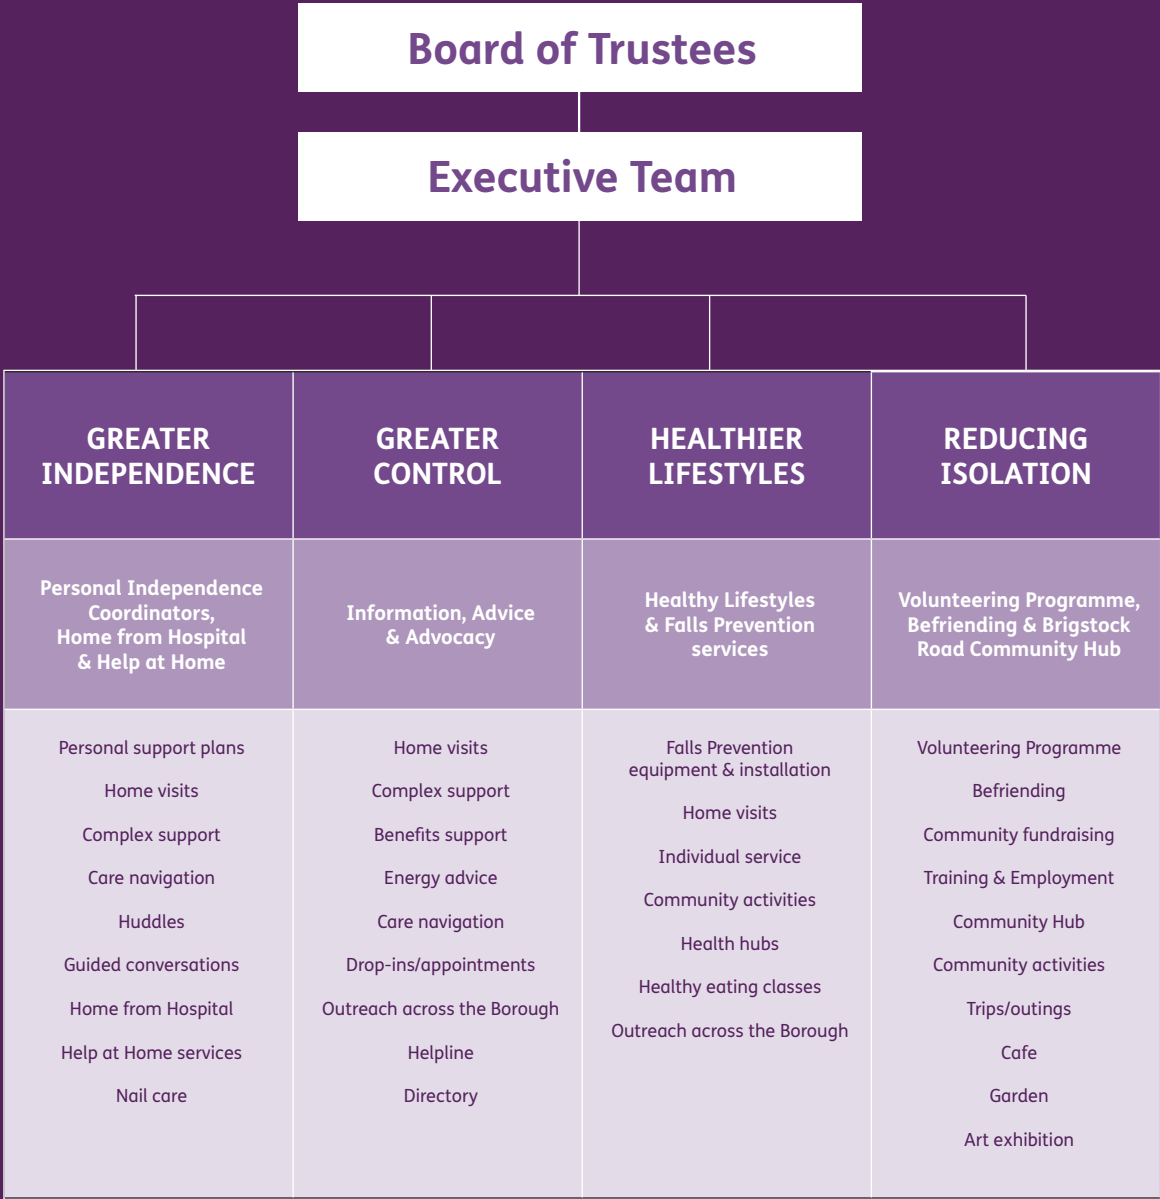 Board of Trustees
Executive Team
GREATER
INDEPENDENCE
GREATER
CONTROL
HEALTHIER
LIFESTYLES
REDUCING
ISOLATION
Personal Independence
Coordinators,
Home from Hospital
& Help at Home
Information, Advice
& Advocacy
Healthy Lifestyles
& Falls Prevention
services
Volunteering Programme,
Befriending & Brigstock
Road Community Hub
Personal support plans
Home visits
Complex support
Care navigation
Huddles
Guided conversations
Home from Hospital
Help at Home services
Nail care
Home visits
Complex support
Benefits support
Energy advice
Care navigation
Drop-ins/appointments
Outreach across the Borough
Helpline
Directory
Falls Prevention
equipment & installation
Home visits
Individual service
Community activities
Health hubs
Healthy eating classes
Outreach across the Borough
Volunteering Programme
Befriending
Community fundraising
Training & Employment
Community Hub
Community activities
Trips/outings
Cafe
Garden
Art exhibition